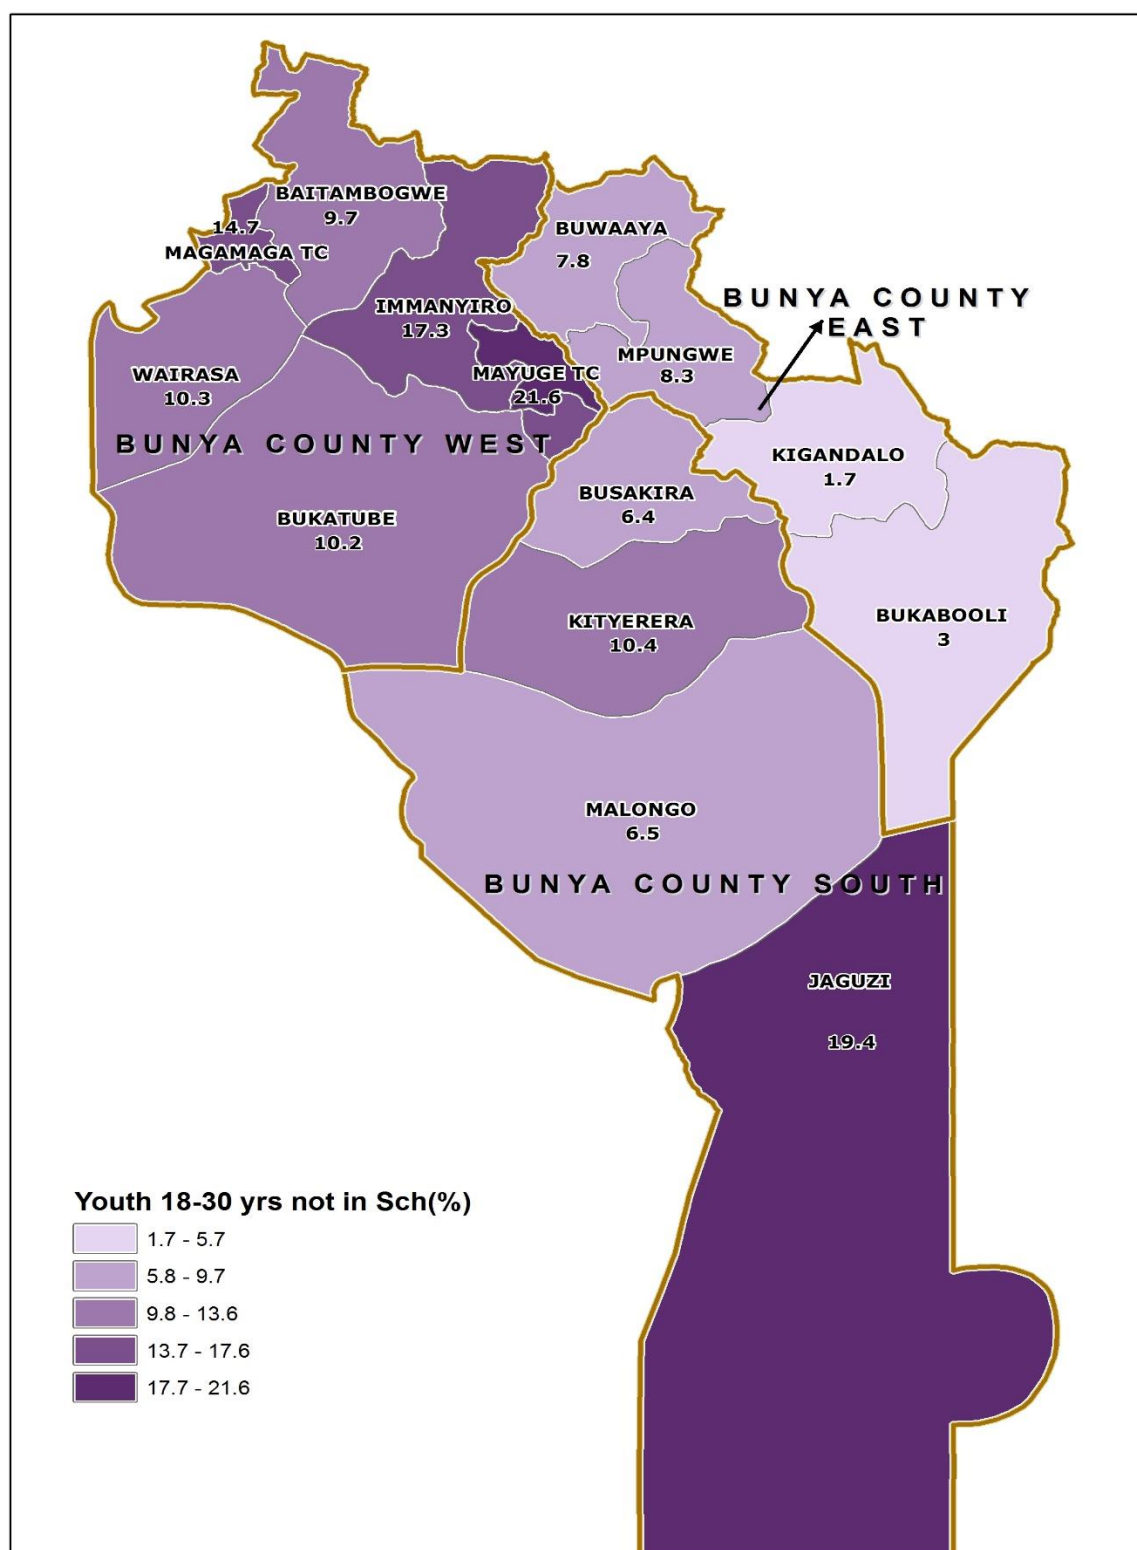 BAITAMBOGWE
9.7
14.7
MAGAMAGA TC
BUWAAYA
7.8
BUNYA COUNTY
EAST
IMMANYIRO
17.3
MPUNGWE
8.3
WAIRASA
10.3
MAYUGE TC
21.6
BUNYA COUNTY WEST
KIGANDALO
1.7
BUSAKIRA
6.4
BUKATUBE
10.2
KITYERERA
10.4
BUKABOOLI
3
MALONGO
6.5
BUNYA COUNTY SOUTH
JAGUZI
19.4
Youth 18-30 yrs not in Sch(%)
1.7 - 5.7
5.8 - 9.7
9.8 - 13.6
13.7 - 17.6
17.7 - 21.6